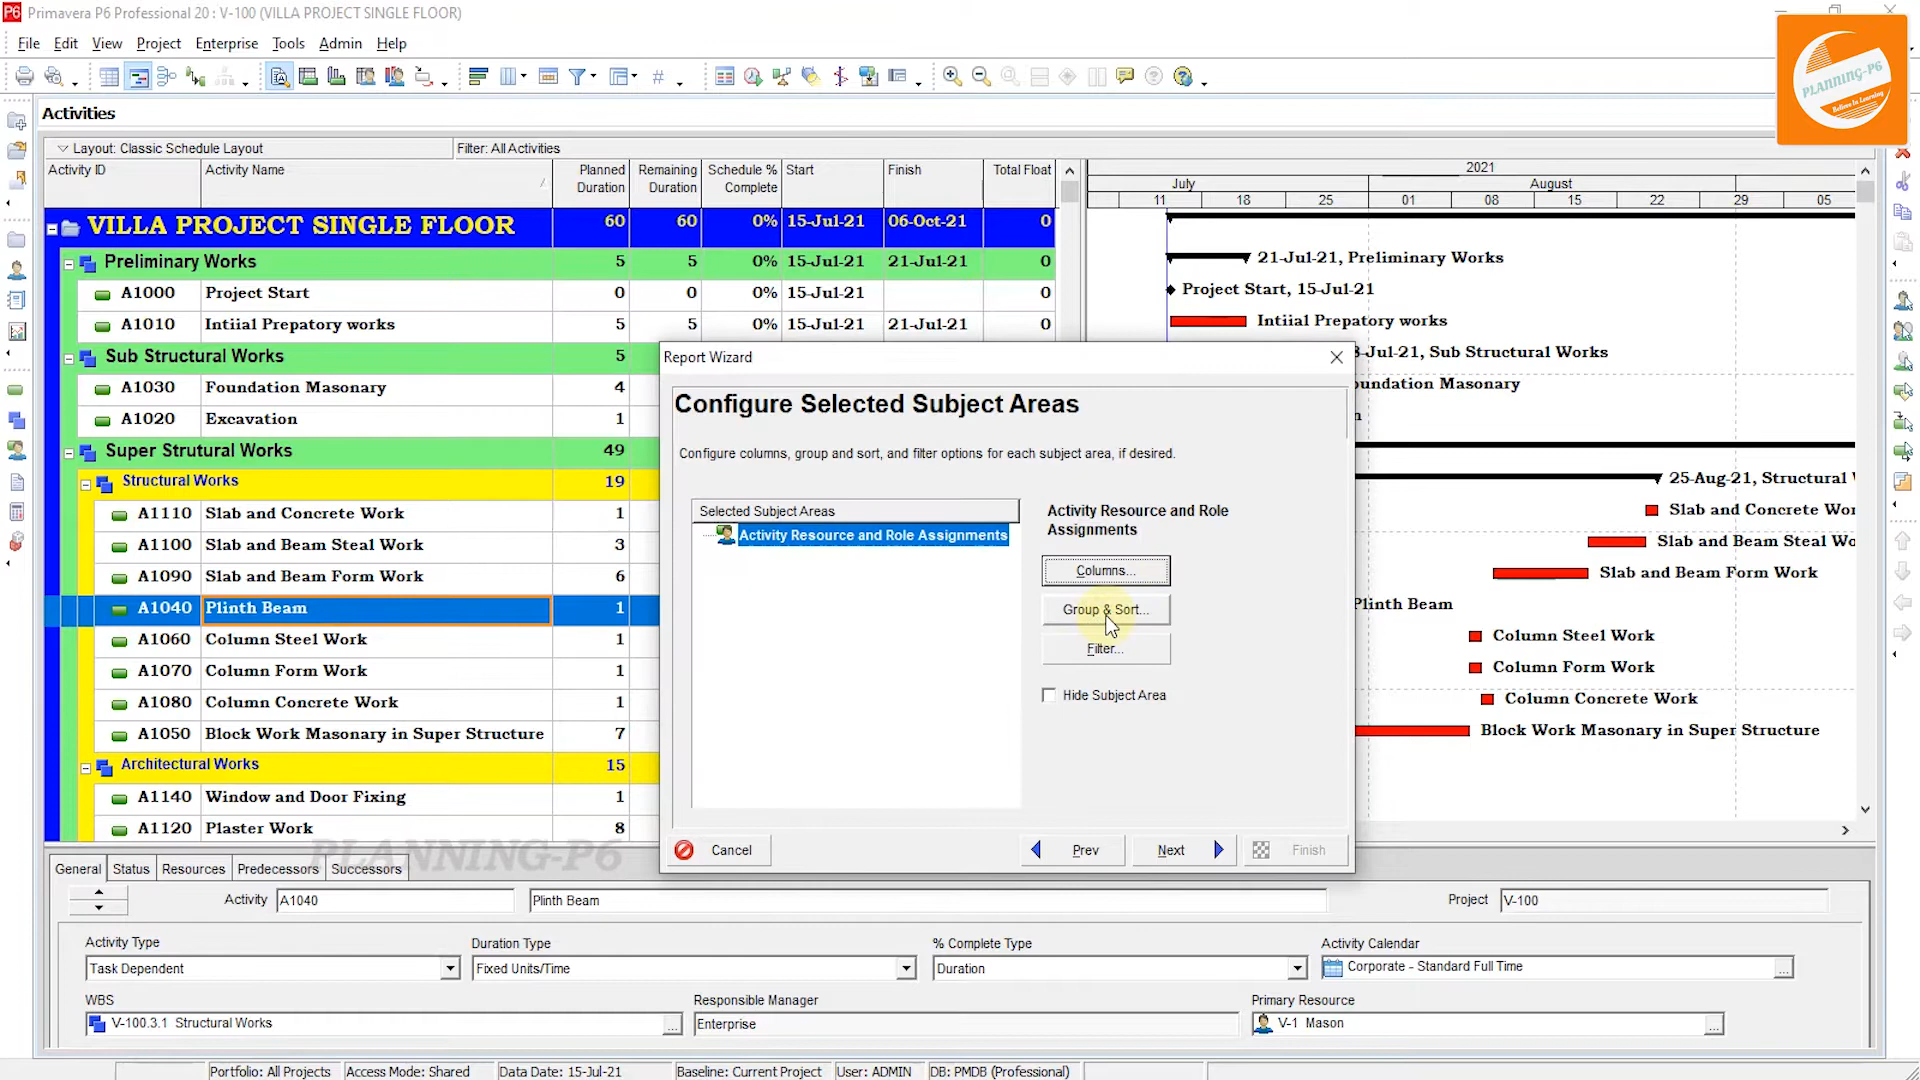 P6 Primavera P6 Professional 20 : V-100 (VILLA PROJECT SINGLE FLOOR)
File Edit View Project Enterprise Tools Admin Help
PLANNING-P6
Believe In Learning
Activities
Layout: Classic Schedule Layout Filter: All Activities
Activity ID Activity Name Planned Duration Remaining Duration Schedule % Complete Start Finish Total Float
2021
July August
11 18 25 01 08 15 22 29 05
VILLA PROJECT SINGLE FLOOR 60 60 0% 15-Jul-21 06-Oct-21 0
Preliminary Works 5 5 0% 15-Jul-21 21-Jul-21 0
21-Jul-21, Preliminary Works
A1000 Project Start 0 0 0% 15-Jul-21 0
Project Start, 15-Jul-21
A1010 Intiial Prepatory works 5 5 0% 15-Jul-21 21-Jul-21 0
Intiial Prepatory works
Sub Structural Works 5
8-Jul-21, Sub Structural Works
A1030 Foundation Masonary 4
oundation Masonary
A1020 Excavation 1
n
Super Strutural Works 49
Structural Works 19
25-Aug-21, Structural
A1110 Slab and Concrete Work 1
Slab and Concrete Wor
A1100 Slab and Beam Steal Work 3
Slab and Beam Steal Wo
A1090 Slab and Beam Form Work 6
Slab and Beam Form Work
A1040 Plinth Beam 1
Plinth Beam
A1060 Column Steel Work 1
Column Steel Work
A1070 Column Form Work 1
Column Form Work
A1080 Column Concrete Work 1
Column Concrete Work
A1050 Block Work Masonary in Super Structure 7
Block Work Masonary in Super Structure
Architectural Works 15
A1140 Window and Door Fixing 1
A1120 Plaster Work 8
Report Wizard
Configure Selected Subject Areas
Configure columns, group and sort, and filter options for each subject area, if desired.
Selected Subject Areas
Activity Resource and Role Assignments
Activity Resource and Role
Assignments
Columns...
Group & Sort...
Filter...
Hide Subject Area
Cancel Prev Next Finish
PLANNING-P6
General Status Resources Predecessors Successors
Activity A1040 Plinth Beam Project V-100
Activity Type Duration Type % Complete Type Activity Calendar
Task Dependent Fixed Units/Time Duration Corporate - Standard Full Time
WBS Responsible Manager Primary Resource
V-100.3.1 Structural Works Enterprise V-1 Mason
Portfolio: All Projects Access Mode: Shared Data Date: 15-Jul-21 Baseline: Current Project User: ADMIN DB: PMDB (Professional)